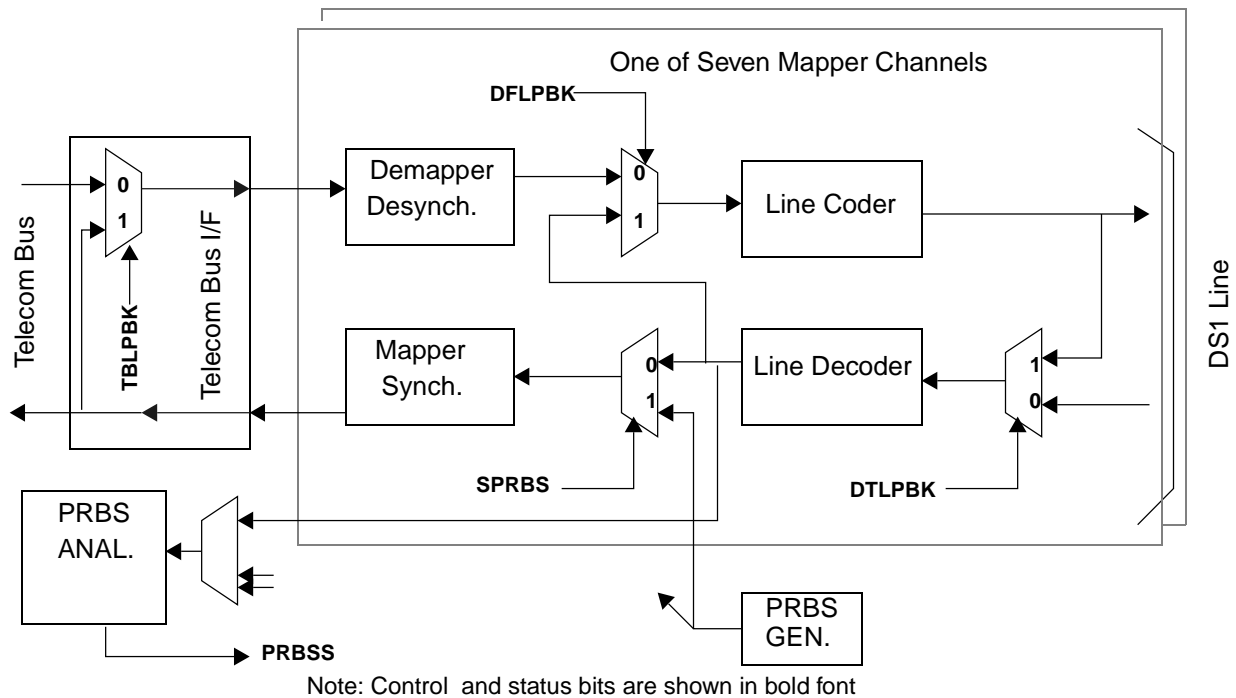 One of Seven Mapper Channels
DFLPBK
Telecom Bus
0
1
TBLPBK
Telecom Bus I/F
Demapper
Desynch.
0
1
Line Coder
DS1 Line
Mapper
Synch.
0
1
Line Decoder
1
0
SPRBS
DTLPBK
PRBS
ANAL.
PRBS
GEN.
PRBSS
Note: Control and status bits are shown in bold font